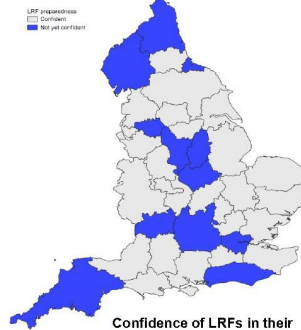 LRF preparedness
Confident
Not yet confident
Confidence of LRFs in their